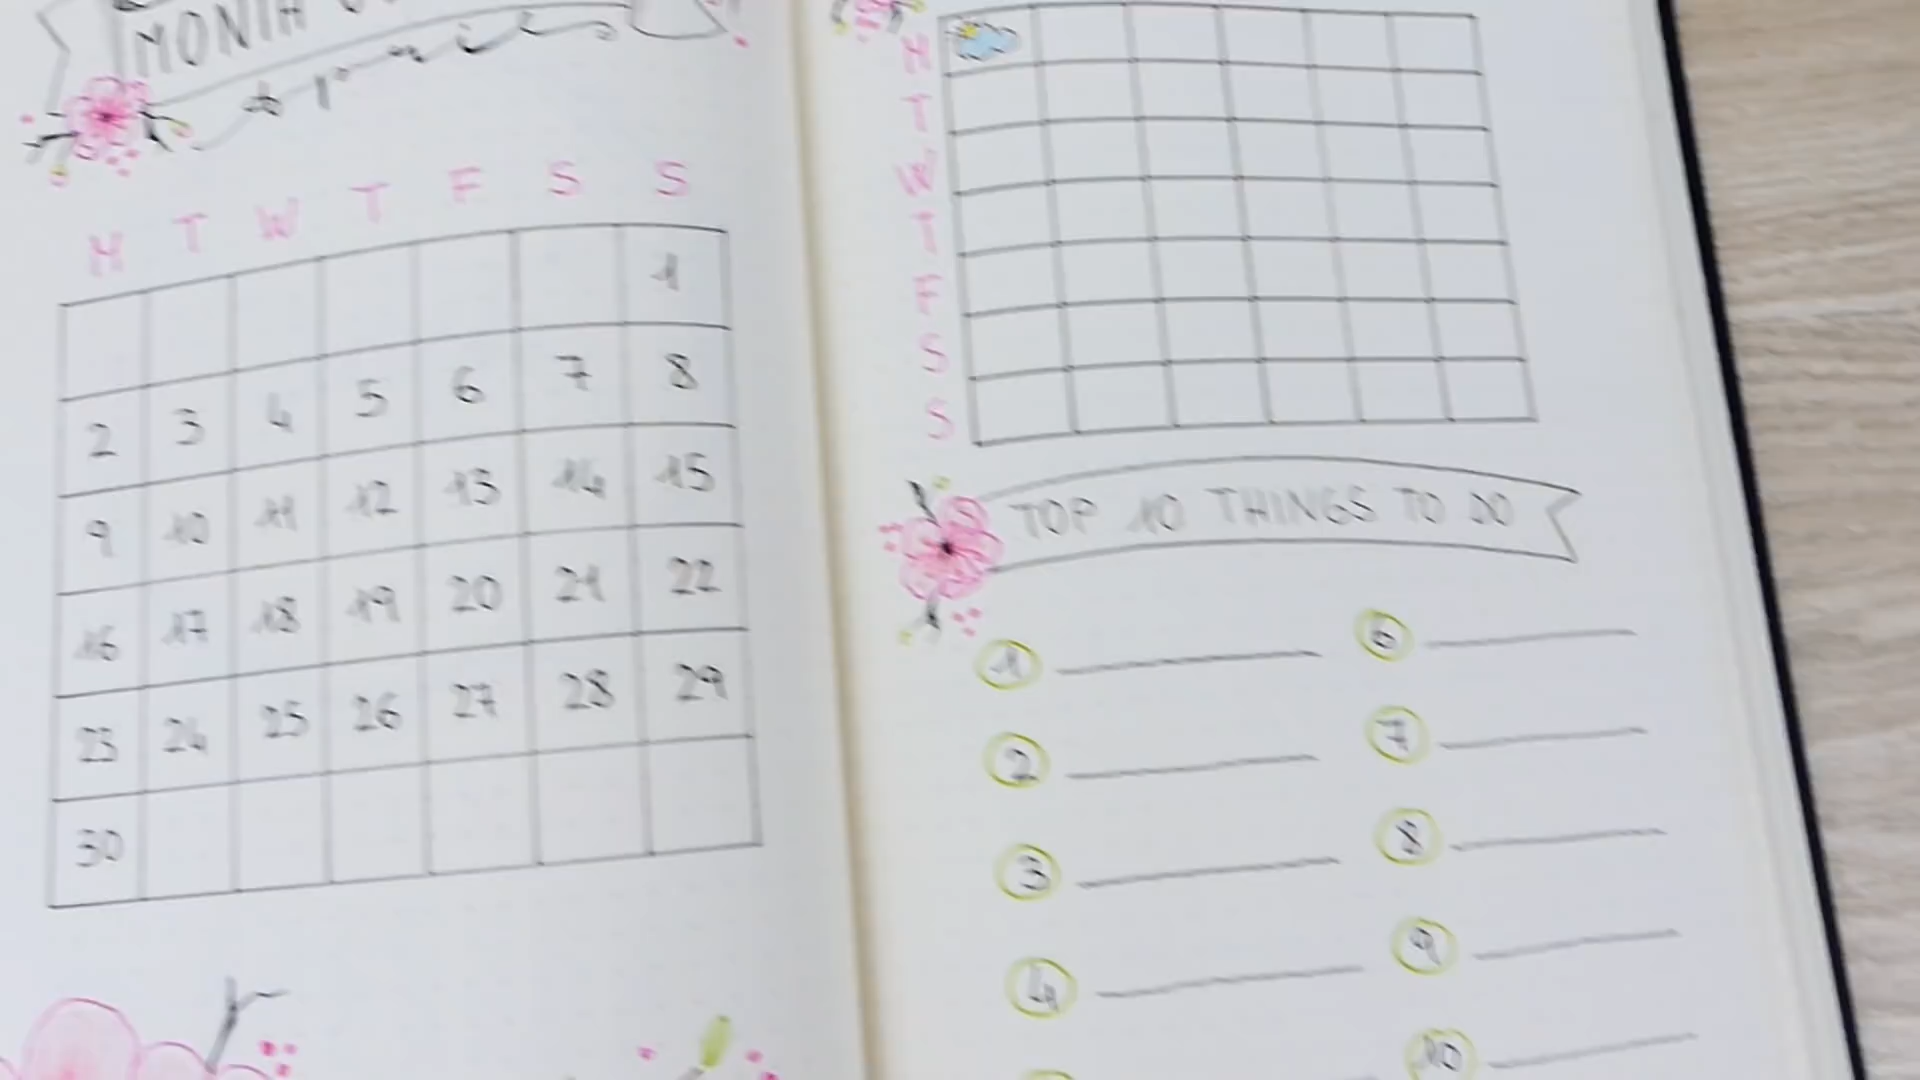 MONTH
M T W T F S S
1
2 3 4 5 6 7 8
9 10 11 12 13 14 15
16 17 18 19 20 21 22
23 24 25 26 27 28 29
30
M
T
W
T
F
S
S
TOP 10 THINGS TO DO
1
2
3
4
6
7
8
9
10